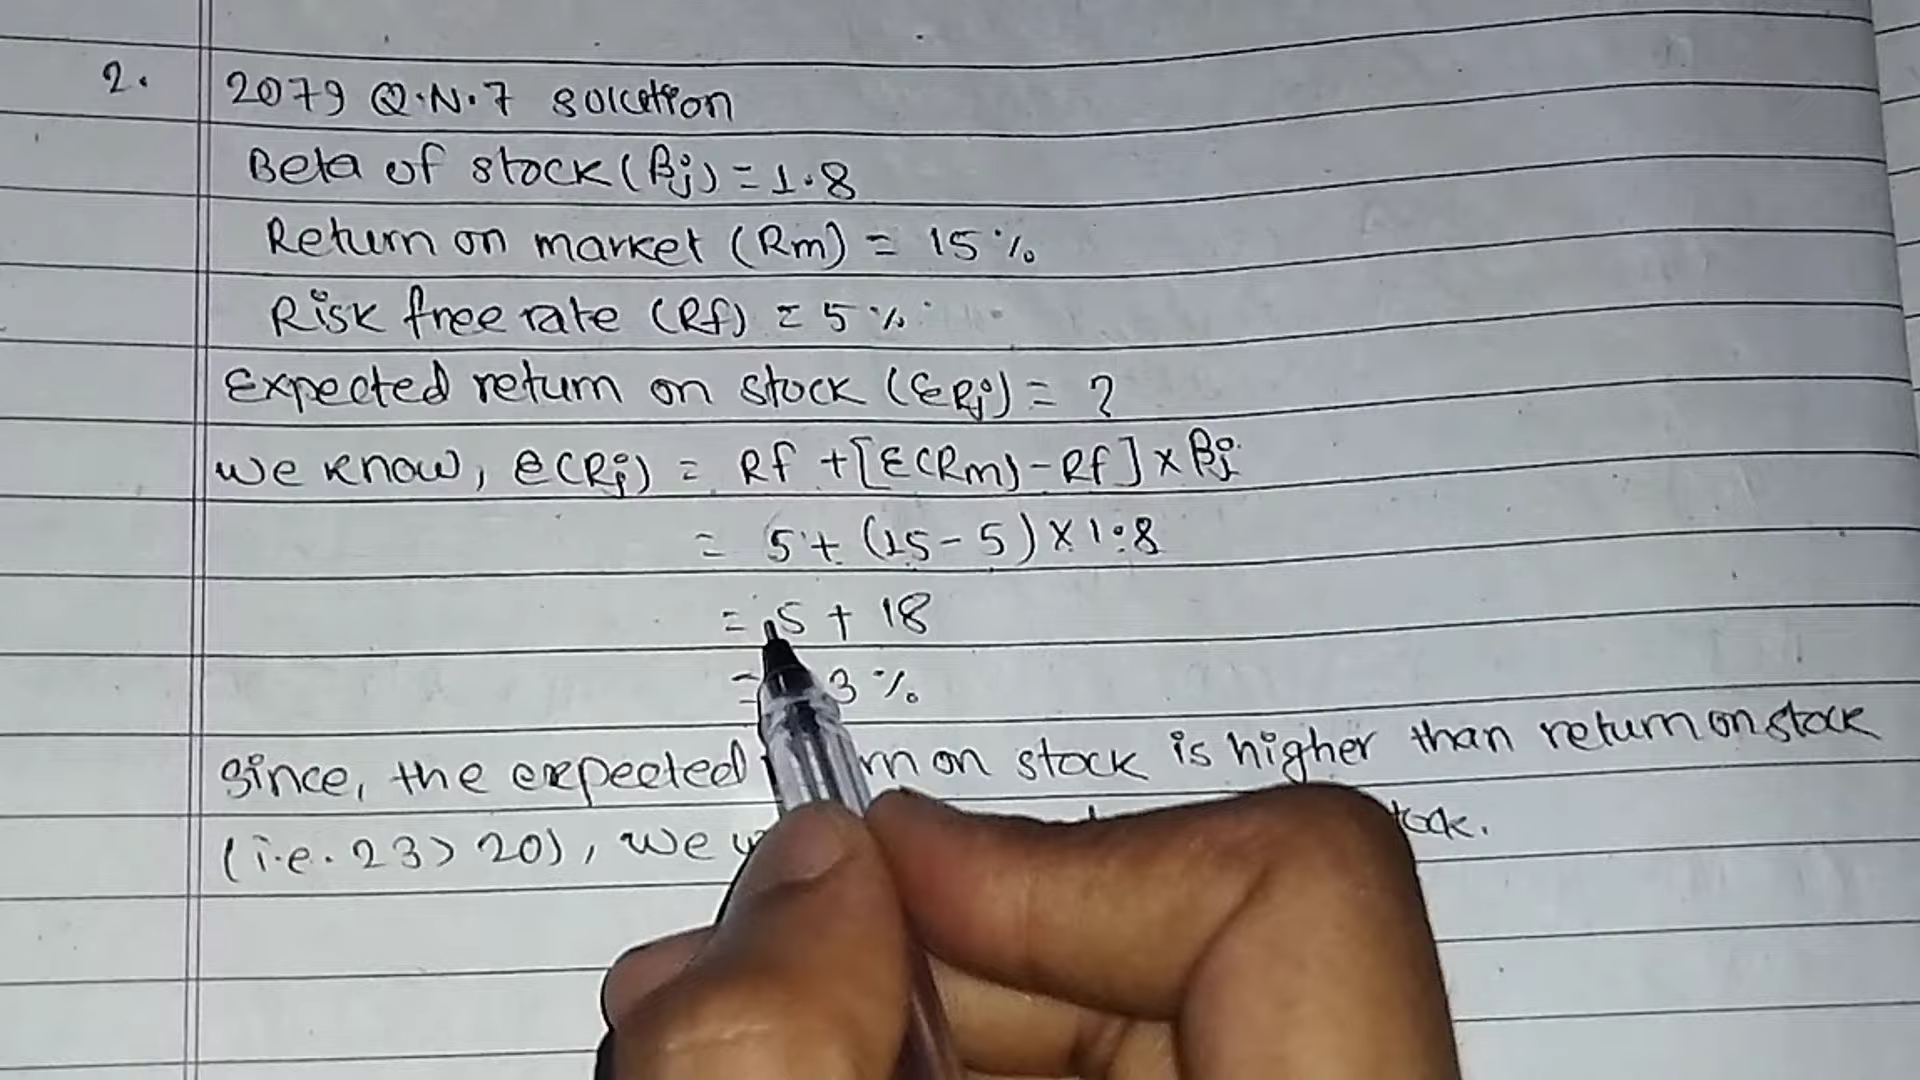 2.
2079 Q.N.7 solution
Beta of stock (βj) = 1.8
Return on market (Rm) = 15%
Risk free rate (Rf) = 5%
Expected return on stock (ERj) = ?
we know, e(Rj) = Rf + [E(Rm) - Rf] × βj
= 5 + (15 - 5) × 1.8
= 5 + 18
= 3 %
Since, the expected on stock is higher than return on stock
(i.e. 23 > 20), we